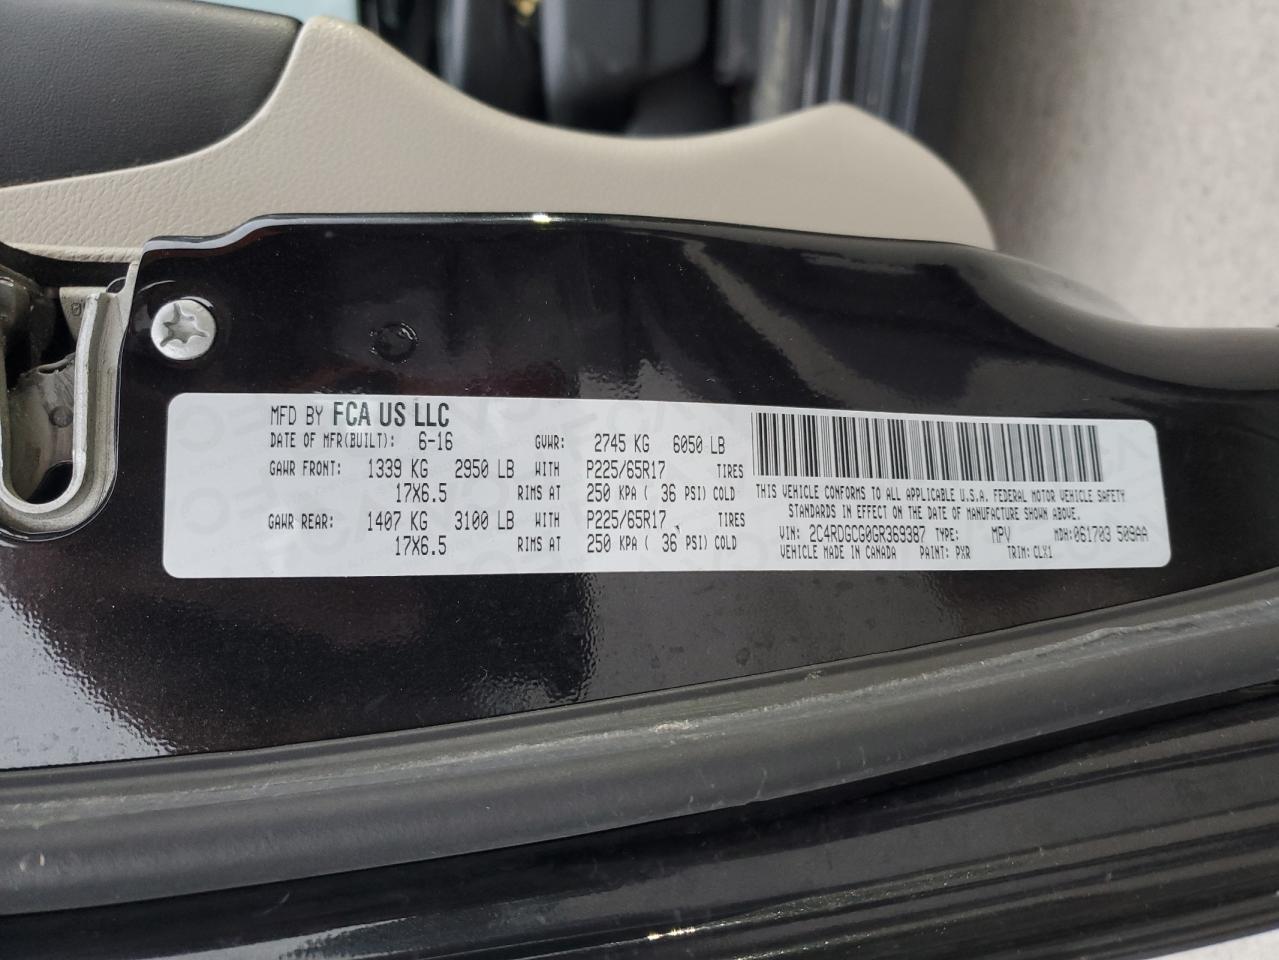 MFD BY FCA US LLC
DATE OF MFR(BUILT): 6-16 GVWR: 2745 KG 6050 LB
GAWR FRONT: 1339 KG 2950 LB WITH P225/65R17 TIRES
17X6.5 RIMS AT 250 KPA ( 36 PSI) COLD
GAWR REAR: 1407 KG 3100 LB WITH P225/65R17 TIRES
17X6.5 RIMS AT 250 KPA ( 36 PSI) COLD
THIS VEHICLE CONFORMS TO ALL APPLICABLE U.S.A. FEDERAL MOTOR VEHICLE SAFETY
STANDARDS IN EFFECT ON THE DATE OF MANUFACTURE SHOWN ABOVE.
VIN: 2C4RDGCG0GR369387 TYPE: MPV MDH: 061703 509AA
VEHICLE MADE IN CANADA PAINT: PXR TRIM: CLX1